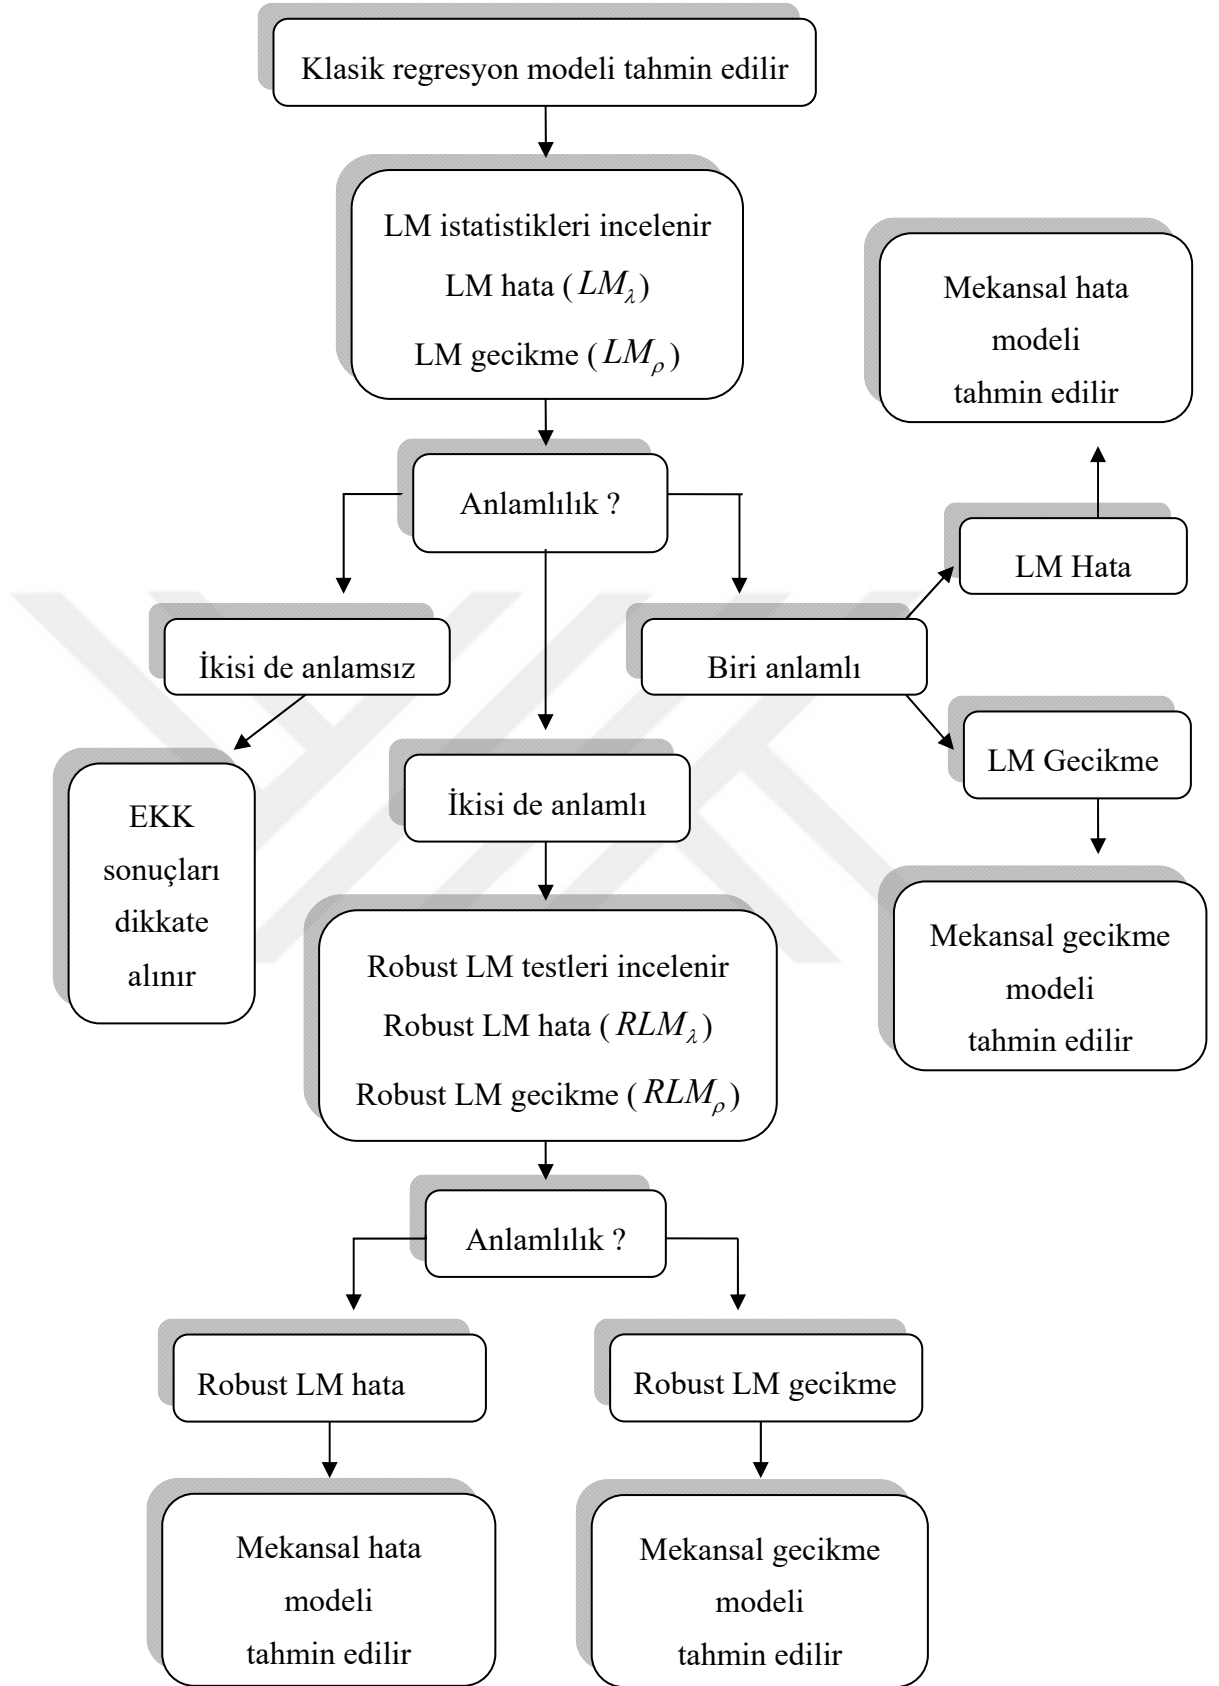 Klasik regresyon modeli tahmin edilir
LM istatistikleri incelenir
LM hata (LM_λ)
LM gecikme (LM_ρ)
Mekansal hata
modeli
tahmin edilir
Anlamlılık ?
LM Hata
İkisi de anlamsız
Biri anlamlı
LM Gecikme
EKK
sonuçları
dikkate
alınır
İkisi de anlamlı
Mekansal gecikme
modeli
tahmin edilir
Robust LM testleri incelenir
Robust LM hata (RLM_λ)
Robust LM gecikme (RLM_ρ)
Anlamlılık ?
Robust LM hata
Robust LM gecikme
Mekansal hata
modeli
tahmin edilir
Mekansal gecikme
modeli
tahmin edilir